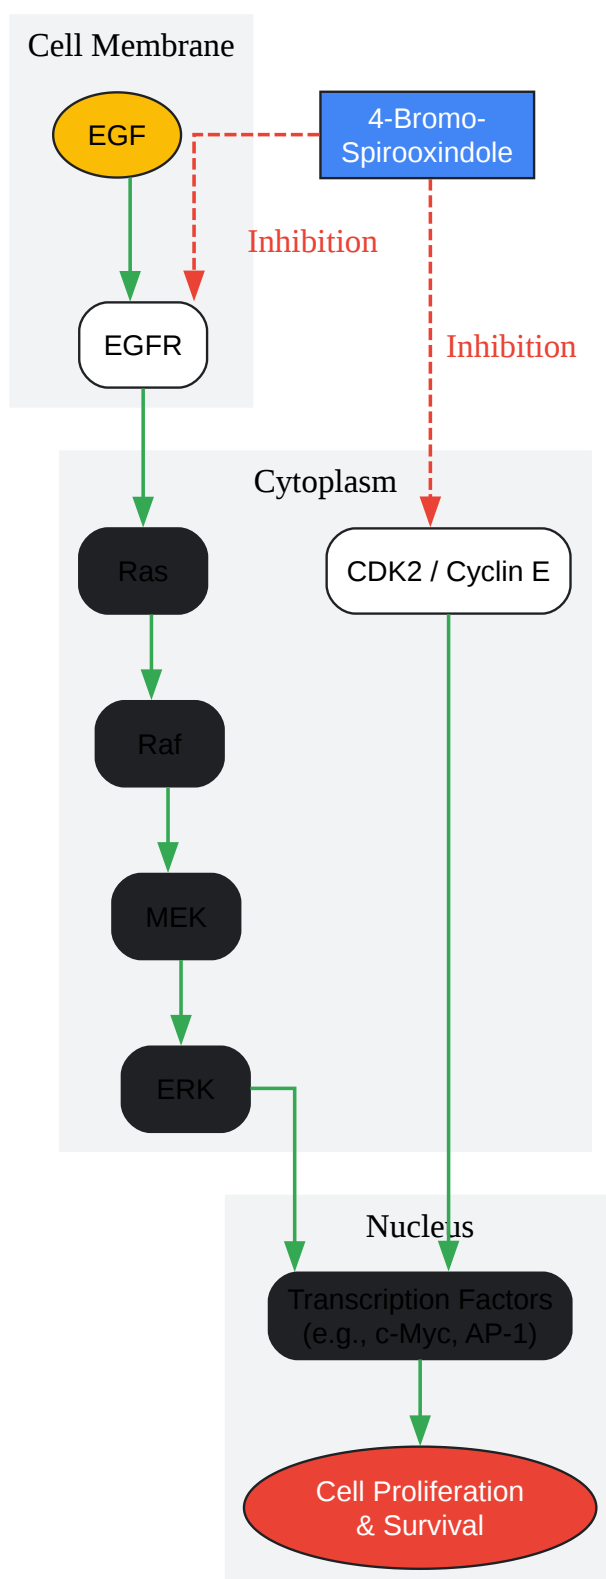 Cell Membrane
EGF
4-Bromo-
Spirooxindole
Inhibition
EGFR
Inhibition
Cytoplasm
Ras
CDK2 / Cyclin E
Raf
MEK
ERK
Nucleus
Transcription Factors
(e.g., c-Myc, AP-1)
Cell Proliferation
& Survival